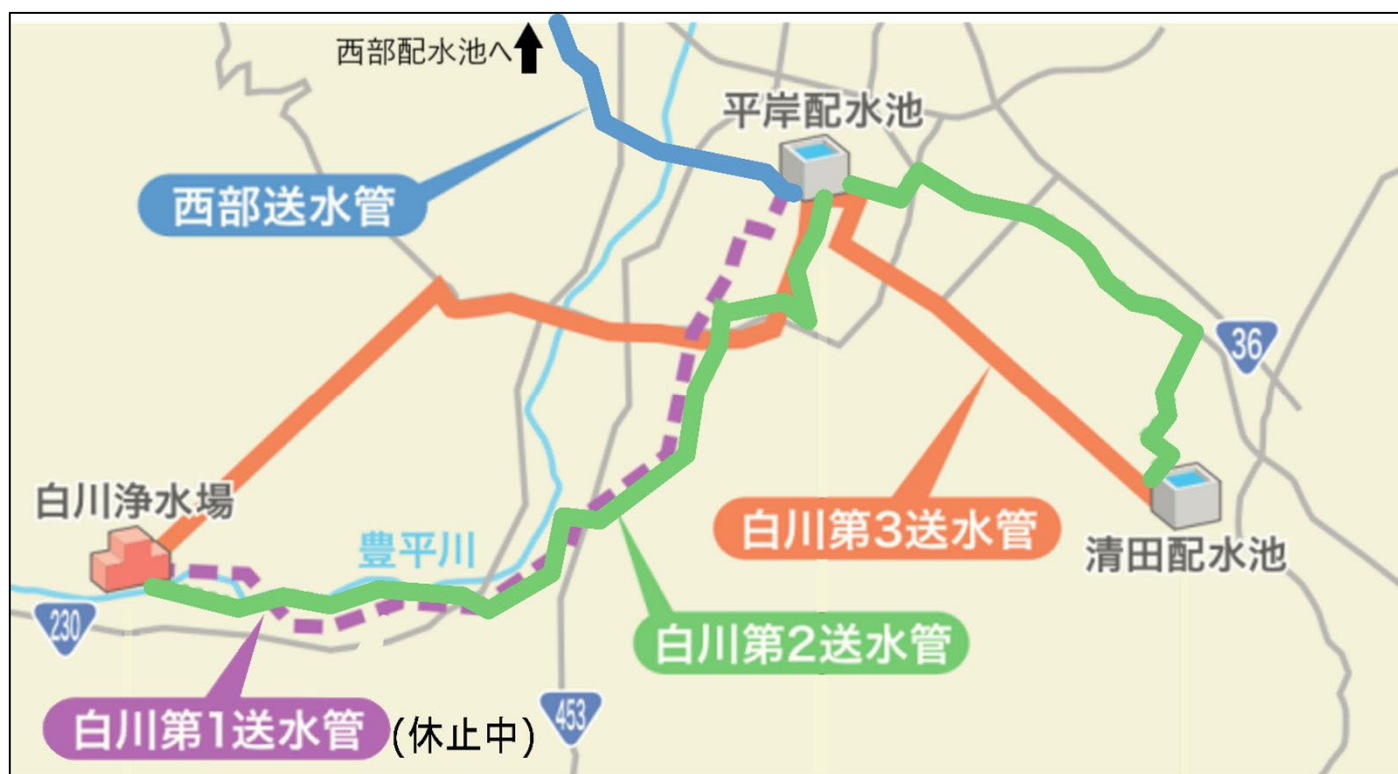 西部配水池へ
平岸配水池
西部送水管
36
白川浄水場
白川第3送水管
豊平川
清田配水池
230
白川第2送水管
453
白川第1送水管(休止中)